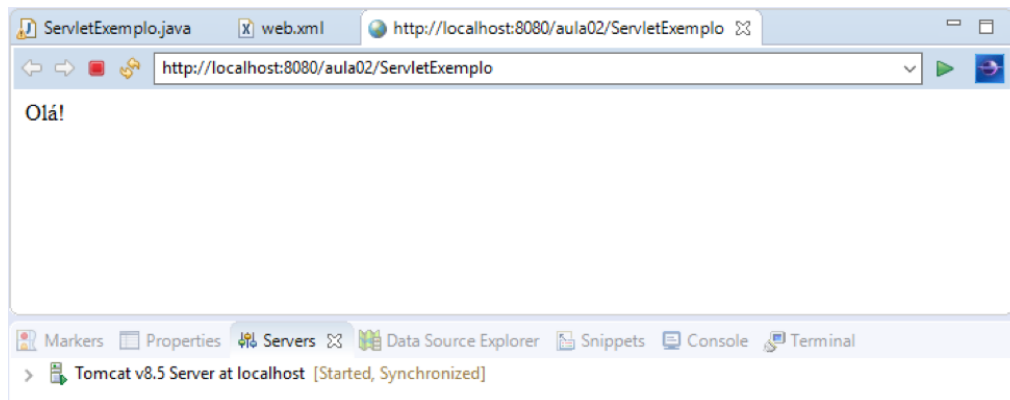 ServletExemplo.java web.xml http://localhost:8080/aula02/ServletExemplo
http://localhost:8080/aula02/ServletExemplo
Olá!
Markers Properties Servers Data Source Explorer Snippets Console Terminal
Tomcat v8.5 Server at localhost [Started, Synchronized]